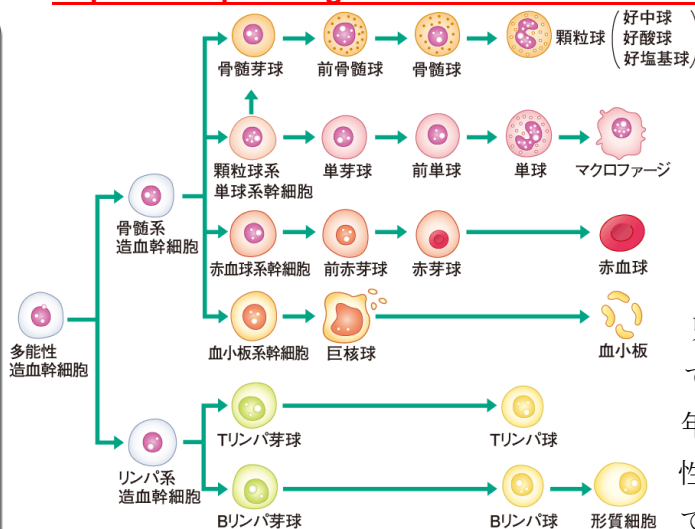 骨髄芽球
前骨髄球
骨髄球
顆粒球
好中球
好酸球
好塩基球
顆粒球系
単球系幹細胞
単芽球
前単球
単球
マクロファージ
骨髄系
造血幹細胞
赤血球系幹細胞
前赤芽球
赤芽球
赤血球
血小板系幹細胞
巨核球
血小板
多能性
造血幹細胞
リンパ系
造血幹細胞
Tリンパ芽球
Tリンパ球
Bリンパ芽球
Bリンパ球
形質細胞
年
性